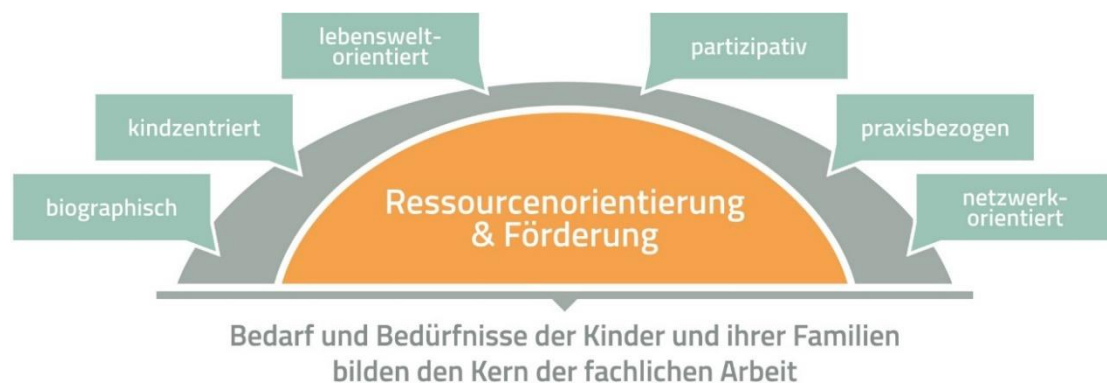 lebenswelt-
orientiert
partizipativ
kindzentriert
praxisbezogen
biographisch
netzwerk-
orientiert
Ressourcenorientierung
& Förderung
Bedarf und Bedürfnisse der Kinder und ihrer Familien
bilden den Kern der fachlichen Arbeit